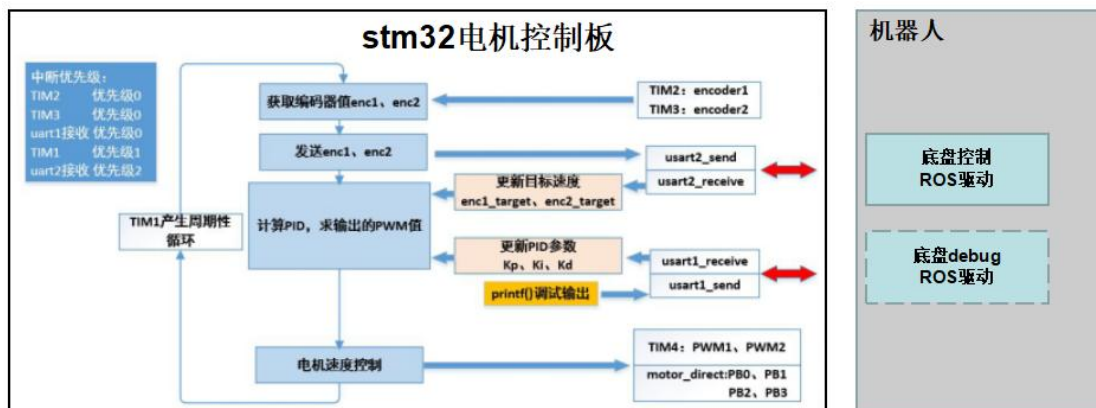 stm32电机控制板
中断优先级：
TIM2 优先级0
TIM3 优先级0
uart1接收 优先级0
TIM1 优先级1
uart2接收 优先级2
获取编码器值enc1、enc2
TIM2：encoder1
TIM3：encoder2
发送enc1、enc2
usart2_send
usart2_receive
更新目标速度
enc1_target、enc2_target
计算PID，求输出的PWM值
TIM1产生周期性
循环
更新PID参数
Kp、Ki、Kd
usart1_receive
usart1_send
printf()调试输出
电机速度控制
TIM4：PWM1、PWM2
motor_direct:PB0、PB1
PB2、PB3
机器人
底盘控制
ROS驱动
底盘debug
ROS驱动